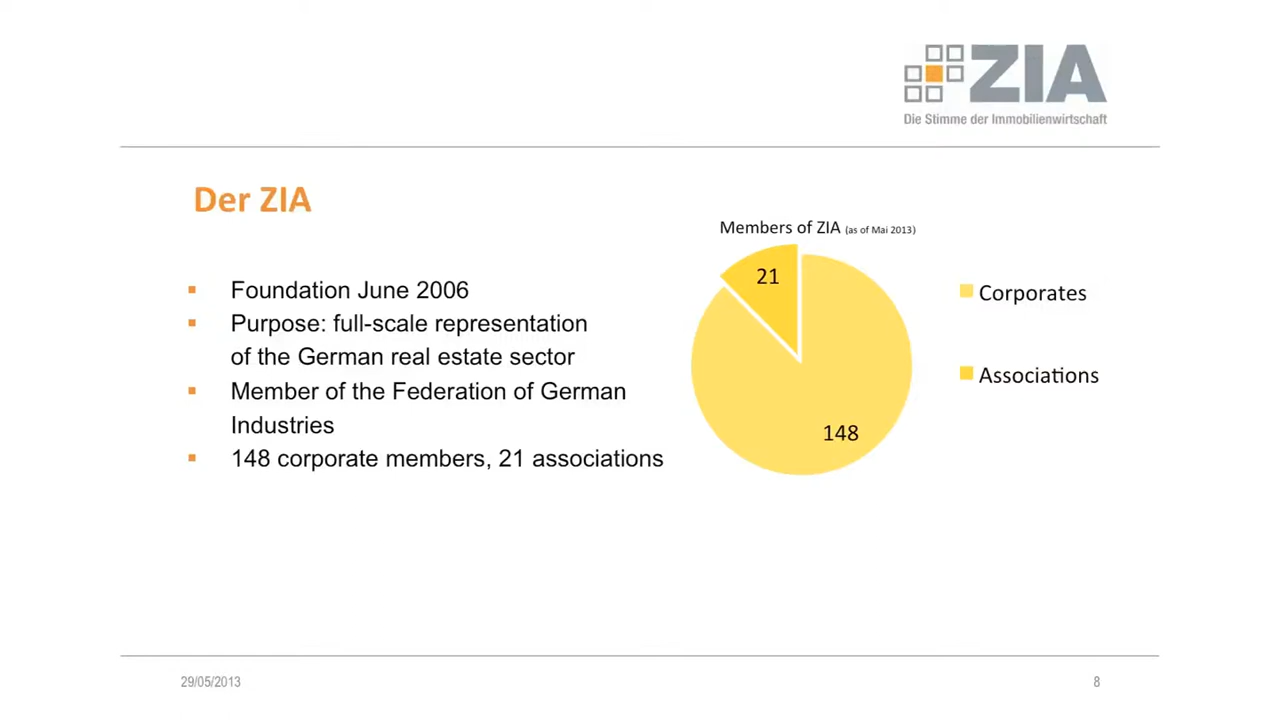 ZIA
Die Stimme der Immobilienwirtschaft
Der ZIA
Foundation June 2006
Purpose: full-scale representation
of the German real estate sector
Member of the Federation of German
Industries
148 corporate members, 21 associations
Members of ZIA (as of Mai 2013)
21
148
Corporates
Associations
29/05/2013
8